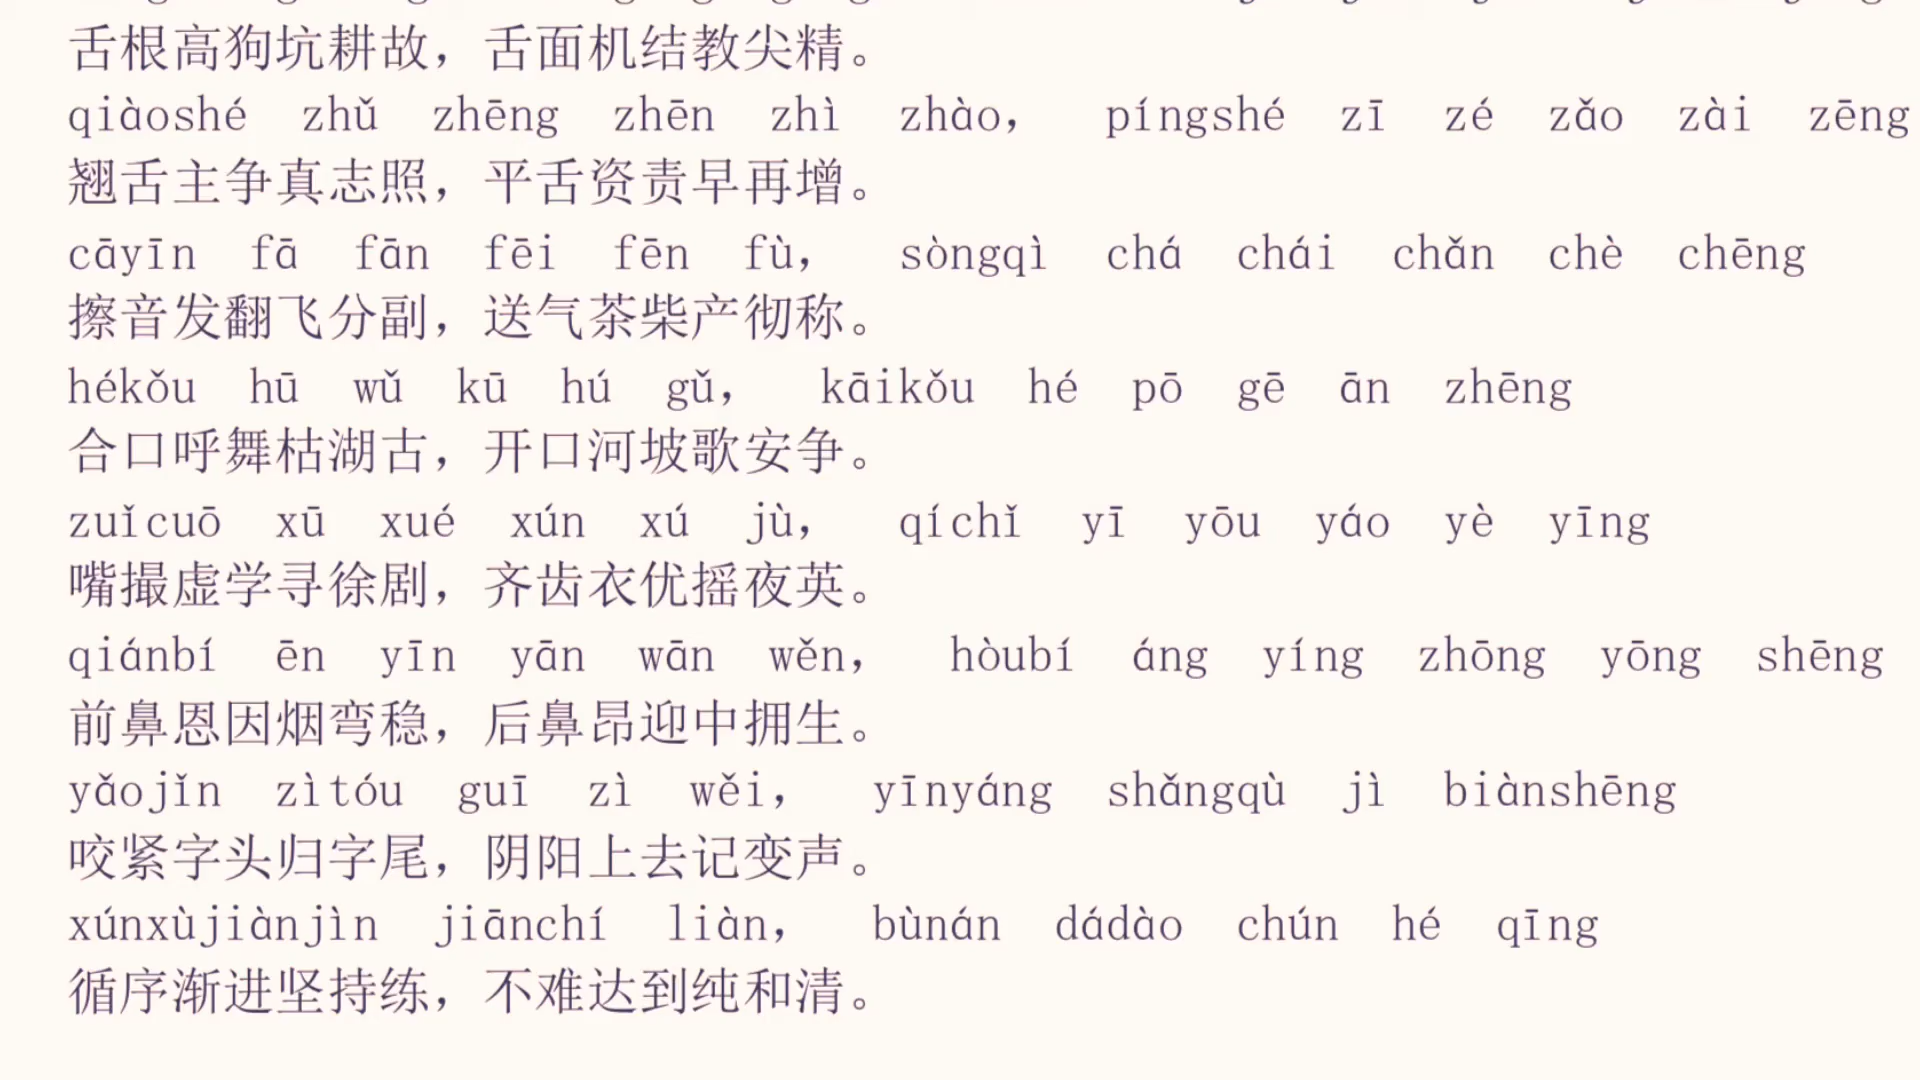 舌根高狗坑耕故，舌面机结教尖精。
qiàoshé zhǔ zhēng zhēn zhì zhào， píngshé zī zé zǎo zài zēng
翘舌主争真志照，平舌资责早再增。
cāyīn fā fān fēi fēn fù， sòngqì chá chái chǎn chè chēng
擦音发翻飞分副，送气茶柴产彻称。
hékǒu hū wǔ kū hú gǔ， kāikǒu hé pō gē ān zhēng
合口呼舞枯湖古，开口河坡歌安争。
zuǐcuō xū xué xún xú jù， qíchǐ yī yōu yáo yè yīng
嘴撮虚学寻徐剧，齐齿衣优摇夜英。
qiánbí ēn yīn yān wān wěn， hòubí áng yíng zhōng yōng shēng
前鼻恩因烟弯稳，后鼻昂迎中拥生。
yǎojǐn zìtóu guī zì wěi， yīnyáng shǎngqù jì biànshēng
咬紧字头归字尾，阴阳上去记变声。
xúnxùjiànjìn jiānchí liàn， bùnán dádào chún hé qīng
循序渐进坚持练，不难达到纯和清。